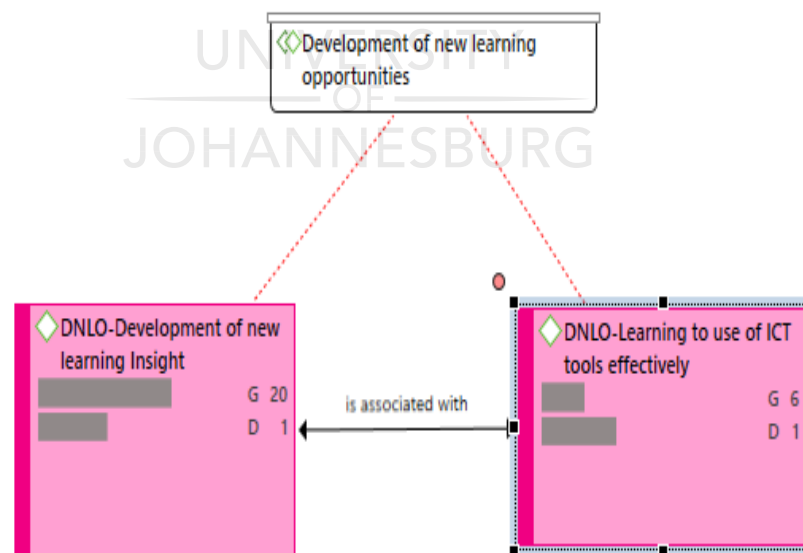 UNIVERSITY
OF
JOHANNESBURG
Development of new learning
opportunities
DNLO-Development of new
learning Insight
G 20
D 1
is associated with
DNLO-Learning to use of ICT
tools effectively
G 6
D 1